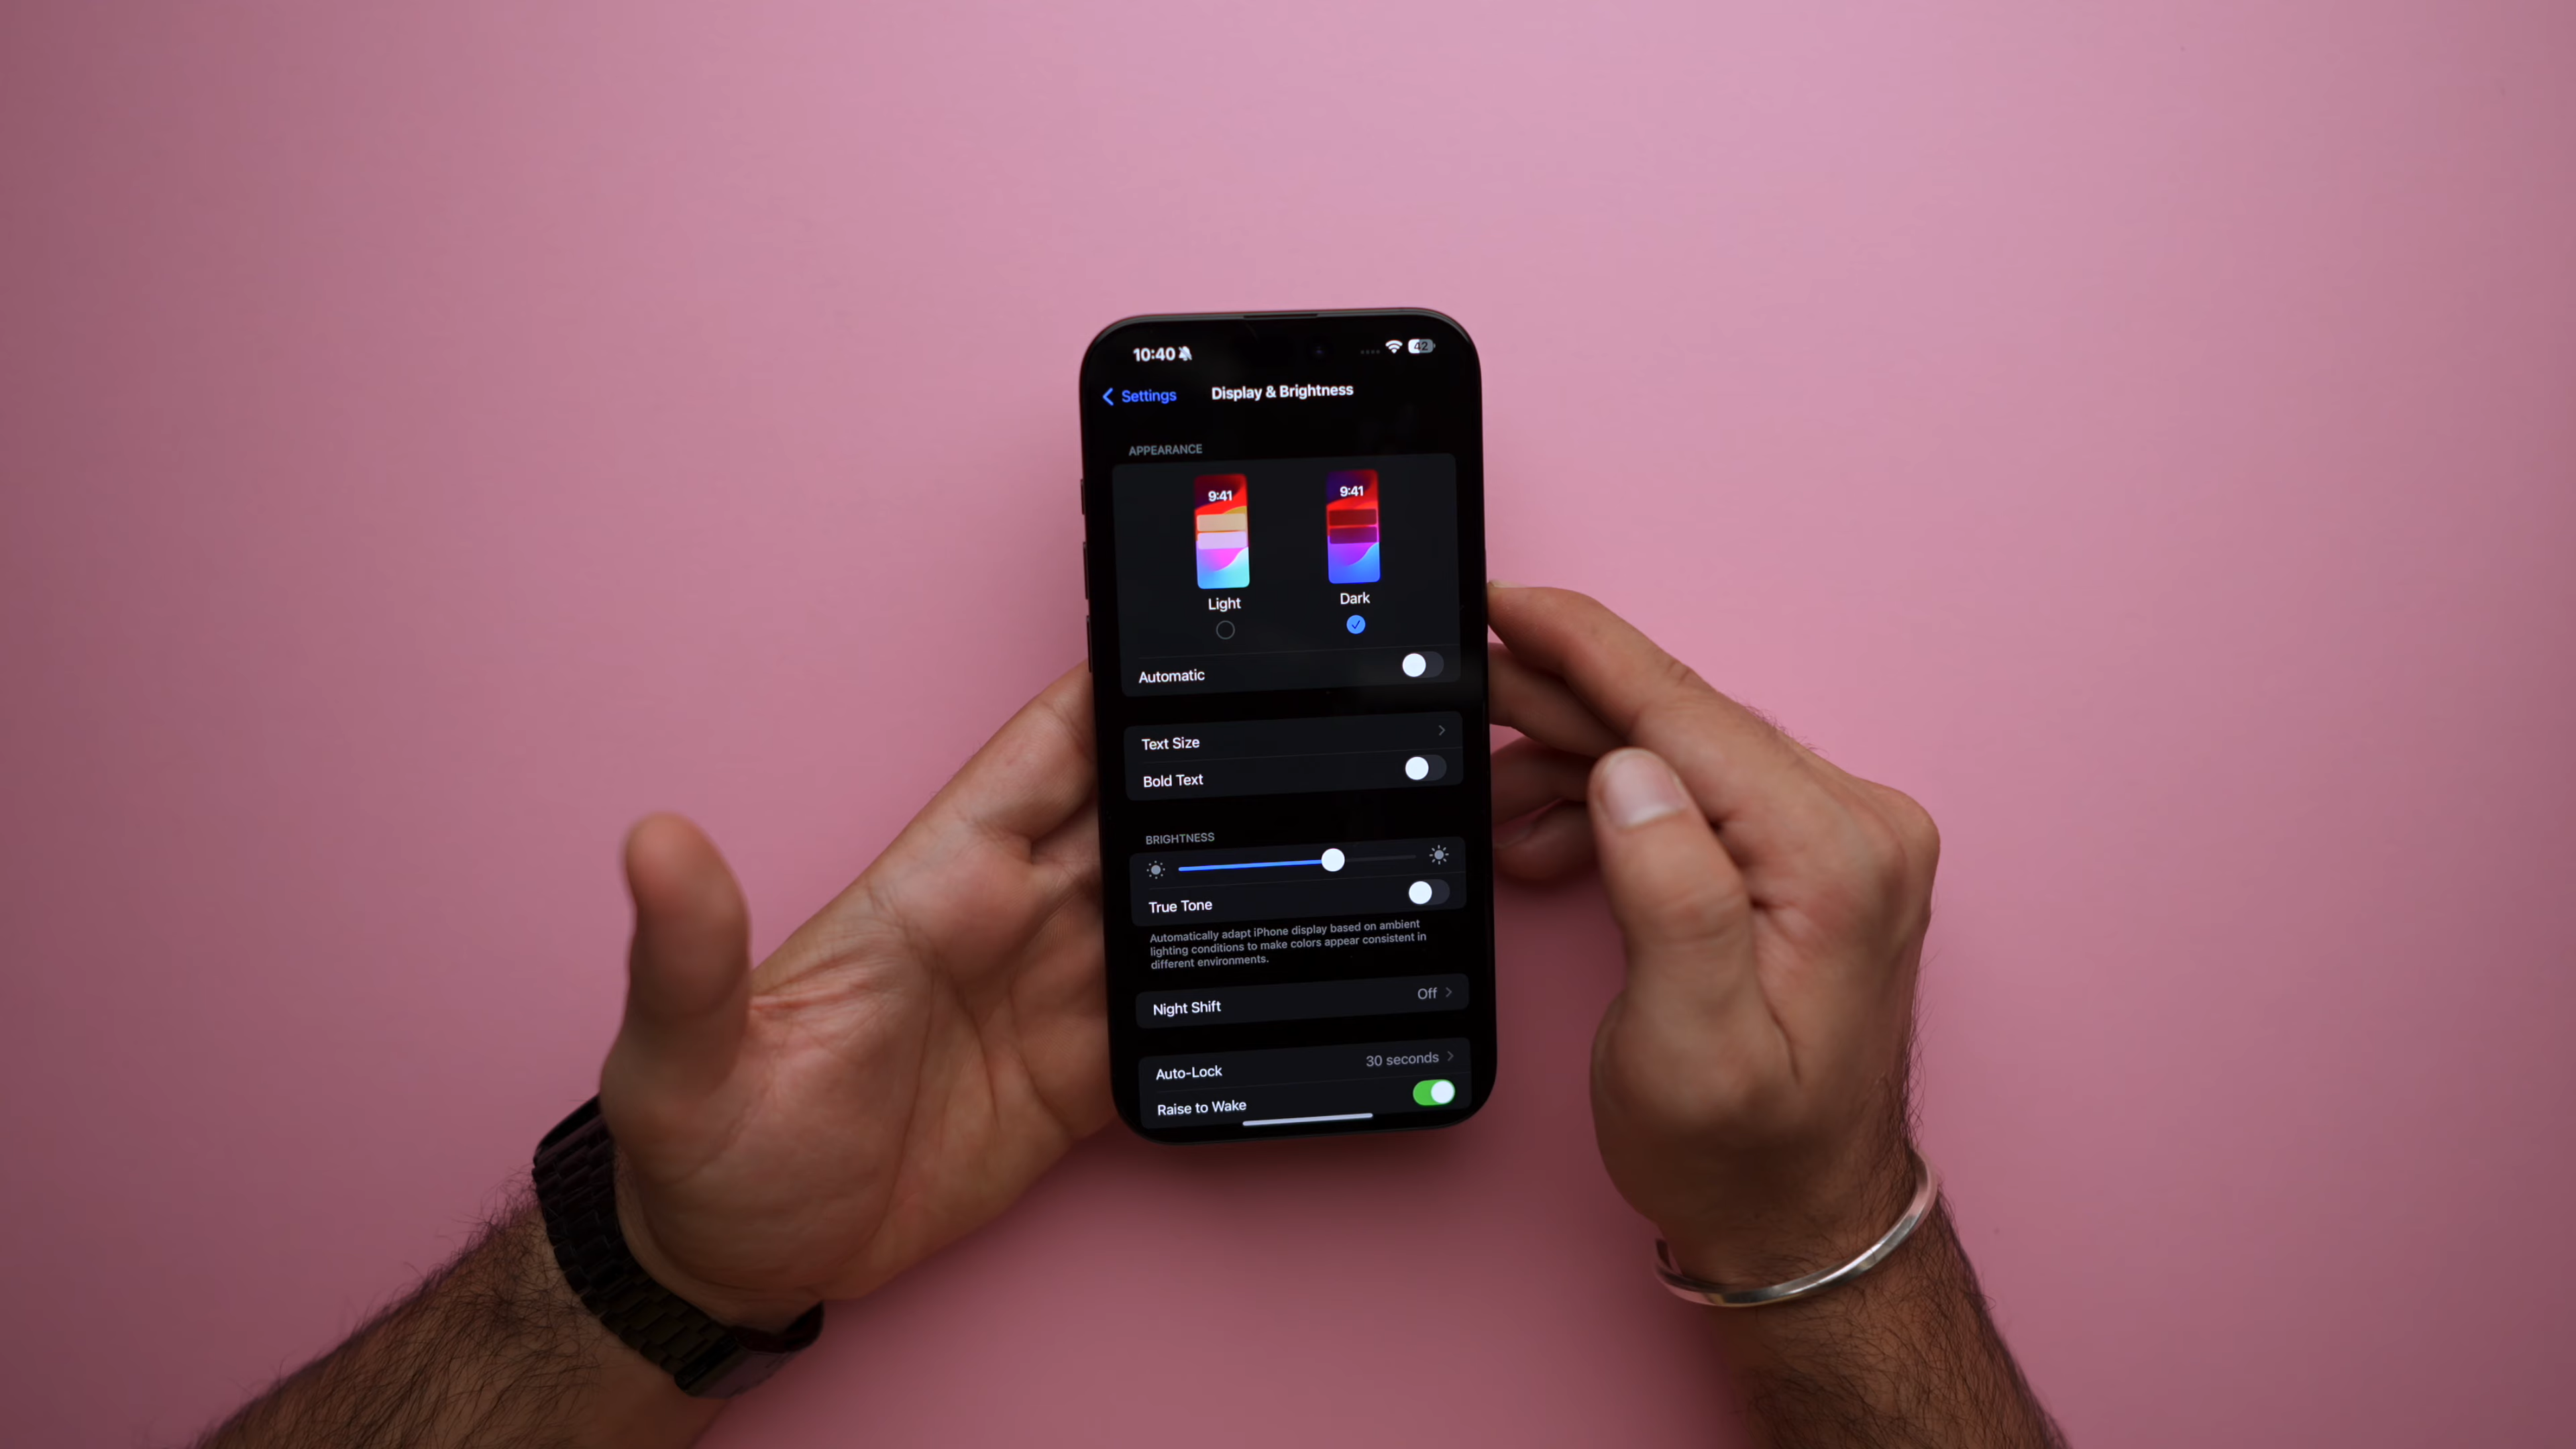 10:40
42
Settings
Display & Brightness
APPEARANCE
9:41
9:41
Light
Dark
Automatic
Text Size
Bold Text
BRIGHTNESS
True Tone
Automatically adapt iPhone display based on ambient
lighting conditions to make colors appear consistent in
different environments.
Night Shift
Off
Auto-Lock
30 seconds
Raise to Wake